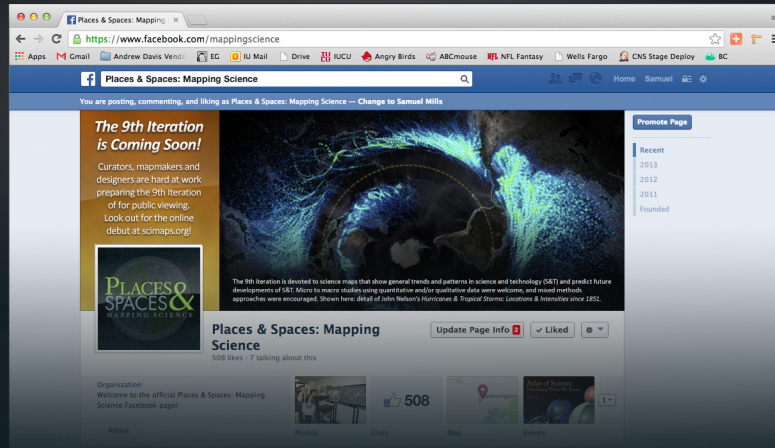 Places & Spaces: Mapping
https://www.facebook.com/mappingscience
Apps Gmail Andrew Davis Vendo EG IU Mail Drive IUCU Angry Birds ABCmouse NFL Fantasy Wells Fargo CNS Stage Deploy BC
Places & Spaces: Mapping Science
Home Samuel
You are posting, commenting, and liking as Places & Spaces: Mapping Science — Change to Samuel Mills
The 9th Iteration
is Coming Soon!
Curators, mapmakers and
designers are hard at work
preparing the 9th Iteration
of for public viewing.
Look out for the online
debut at scimaps.org!
PLACES &
SPACES
MAPPING SCIENCE
The 9th Iteration is devoted to science maps that show general trends and patterns in science and technology (S&T) and predict future
developments of S&T. Micro to macro studies using quantitative and/or qualitative data were welcome, and mixed methods
approaches were encouraged. Shown here: detail of John Nelson's Hurricanes & Tropical Storms: Locations & Intensities since 1851.
Promote Page
Recent
2013
2012
2011
Founded
Places & Spaces: Mapping
Science
508 likes · 7 talking about this
Update Page Info 2
Liked
Organization
Welcome to the official Places & Spaces: Mapping
Science Facebook page!
About
508
Atlas of Science
1
Photos
Likes
Map
Events